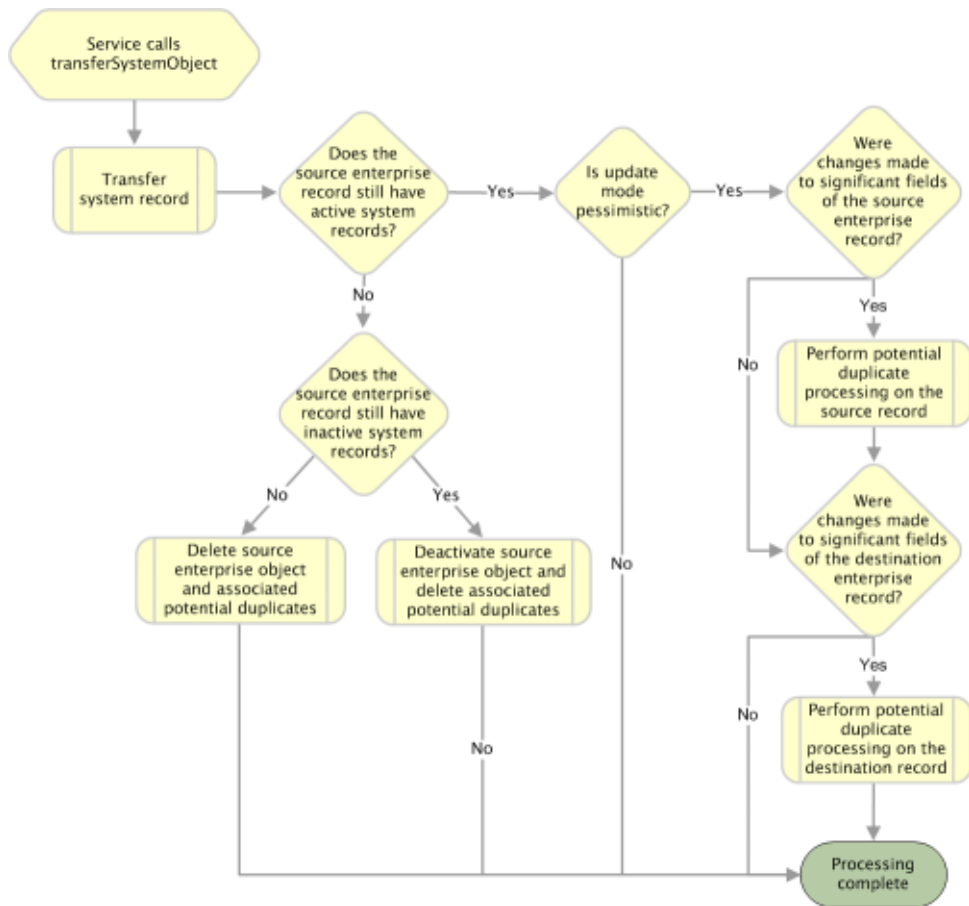 Service calls
transferSystemObject
Transfer
system record
Does the
source enterprise
record still have
active system
records?
Yes
Is update
mode
pessimistic?
Yes
Were
changes made
to significant fields
of the source
enterprise
record?
No
Yes
No
Perform potential
duplicate
processing on the
source record
Does the
source enterprise
record still have
inactive system
records?
No
Yes
Were
changes made
to significant fields
of the destination
enterprise
record?
Delete source
enterprise object
and associated
potential duplicates
Deactivate source
enterprise object and
delete associated
potential duplicates
No
Yes
No
No
Perform potential
duplicate
processing on the
destination record
Processing
complete